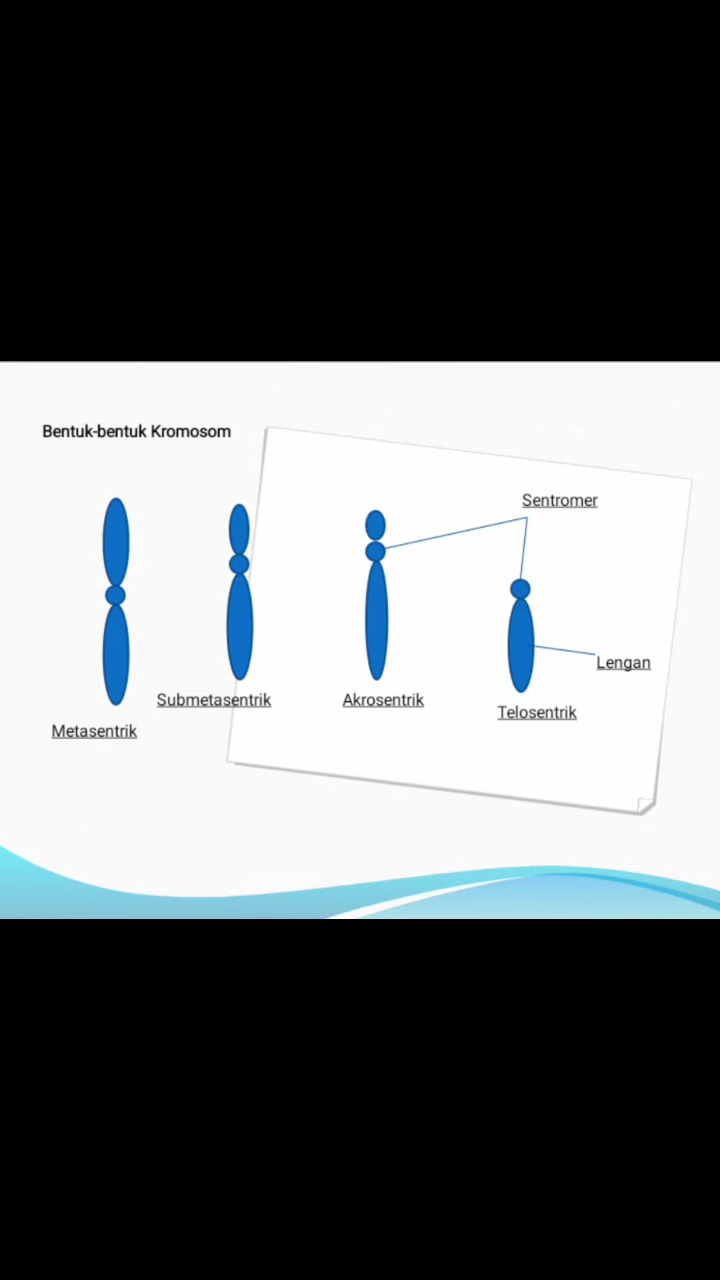 Bentuk-bentuk Kromosom
Sentromer
Lengan
Submetasentrik
Akrosentrik
Telosentrik
Metasentrik